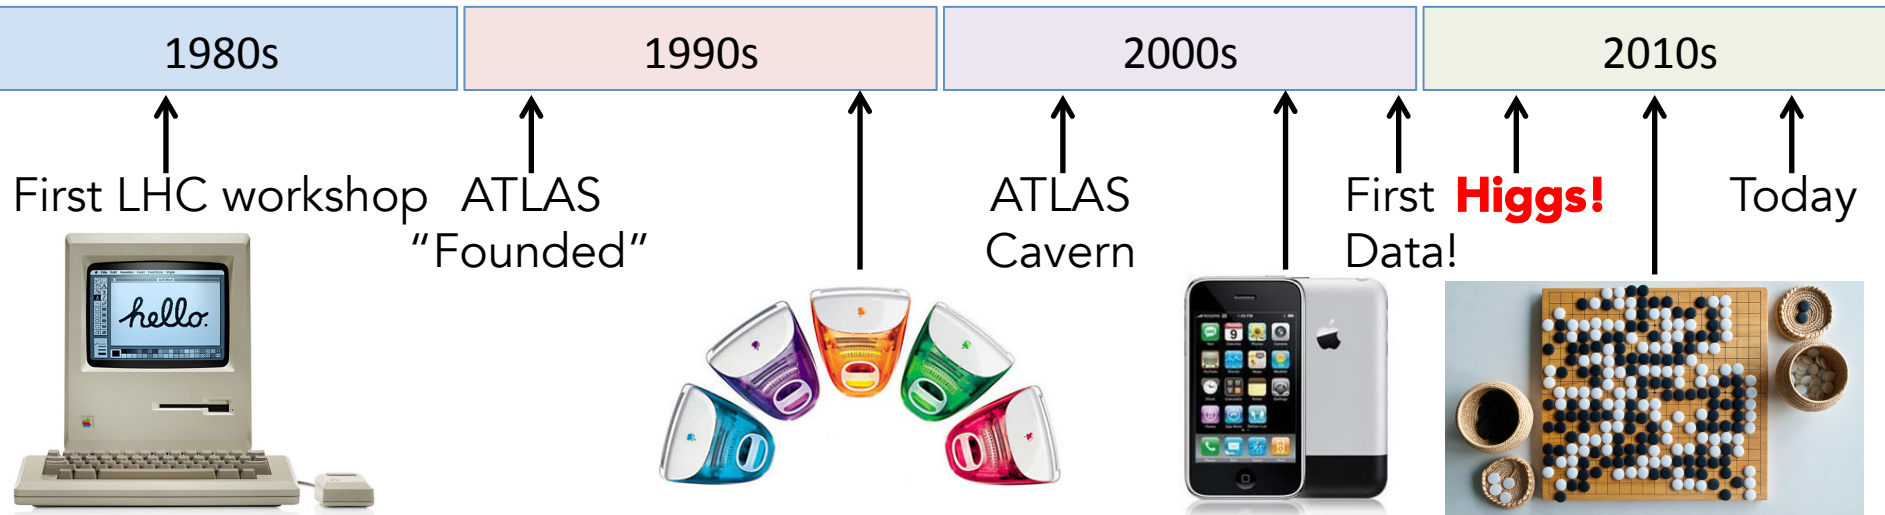 1980s 1990s 2000s 2010s
First LHC workshop ATLAS ATLAS First Higgs! Today
“Founded” Cavern Data!
hello.